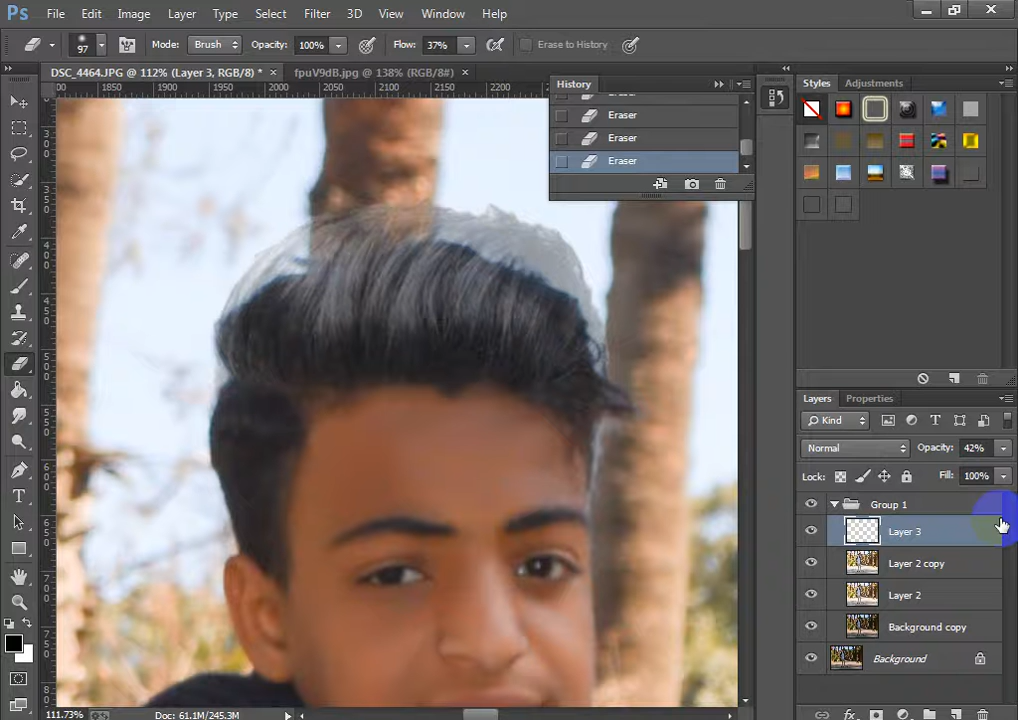 Ps File Edit Image Layer Type Select Filter 3D View Window Help
97 Mode: Brush Opacity: 100% Flow: 37% Erase to History
DSC_4464.JPG @ 112% (Layer 3, RGB/8) * × fpuV9dB.jpg @ 138% (RGB/8#) ×
1850 1900 1950 2000 2050 2100 2150 2200
History
Eraser
Eraser
Eraser
Styles Adjustments
Layers Properties
Kind
Normal Opacity: 42%
Lock: Fill: 100%
Group 1
Layer 3
Layer 2 copy
Layer 2
Background copy
Background
T
111.73% Doc: 61.1M/245.3M